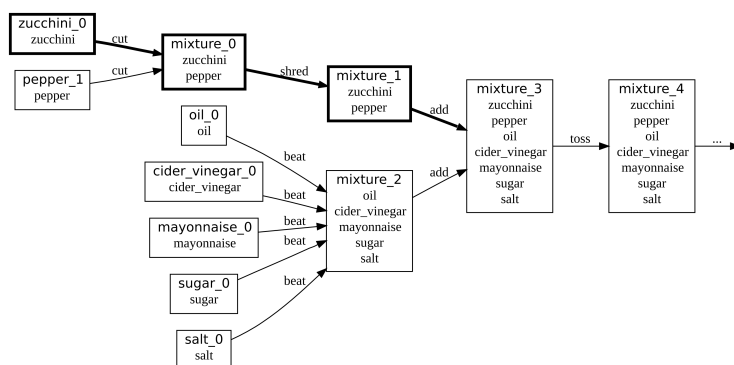 zucchini_0
zucchini
cut
pepper_1
pepper
cut
mixture_0
zucchini
pepper
shred
mixture_1
zucchini
pepper
add
oil_0
oil
beat
cider_vinegar_0
cider_vinegar
beat
mayonnaise_0
mayonnaise
beat
sugar_0
sugar
beat
salt_0
salt
beat
mixture_2
oil
cider_vinegar
mayonnaise
sugar
salt
add
mixture_3
zucchini
pepper
oil
cider_vinegar
mayonnaise
sugar
salt
toss
mixture_4
zucchini
pepper
oil
cider_vinegar
mayonnaise
sugar
salt
...